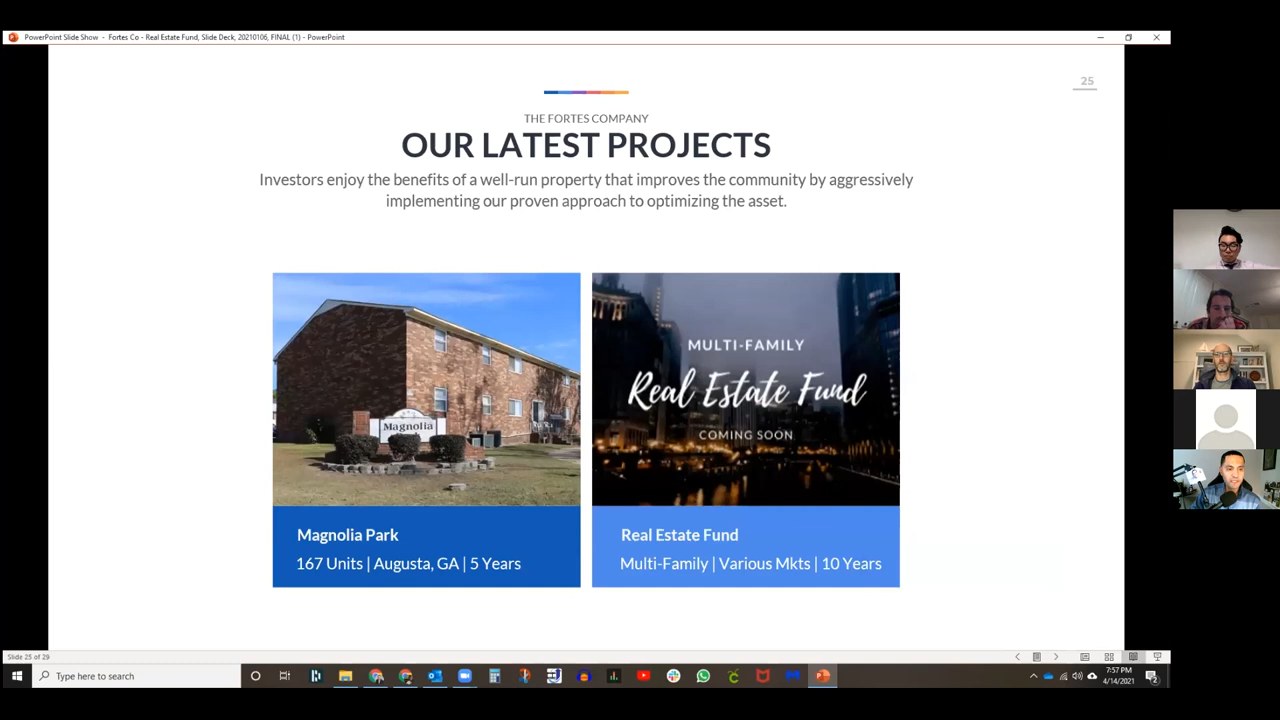 PowerPoint Slide Show - Fortes Co - Real Estate Fund, Slide Deck, 20210106, FINAL (1) - PowerPoint
25
THE FORTES COMPANY
OUR LATEST PROJECTS
Investors enjoy the benefits of a well-run property that improves the community by aggressively
implementing our proven approach to optimizing the asset.
Magnolia
MULTI-FAMILY
Real Estate Fund
COMING SOON
Magnolia Park
167 Units | Augusta, GA | 5 Years
Real Estate Fund
Multi-Family | Various Mkts | 10 Years
Slide 25 of 29
Type here to search
7:57 PM
4/14/2021
2